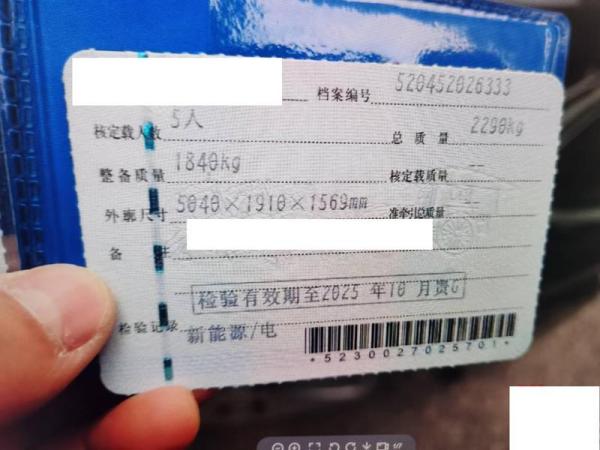 档案编号 520452026333
核定载人数 5人 总质量 2290kg
整备质量 1840kg 核定载质量 --
外廓尺寸 5040×1910×1569mm 准牵引总质量 --
备注
检验有效期至2025年10月贵G
检验记录 新能源/电
*5230027025701*